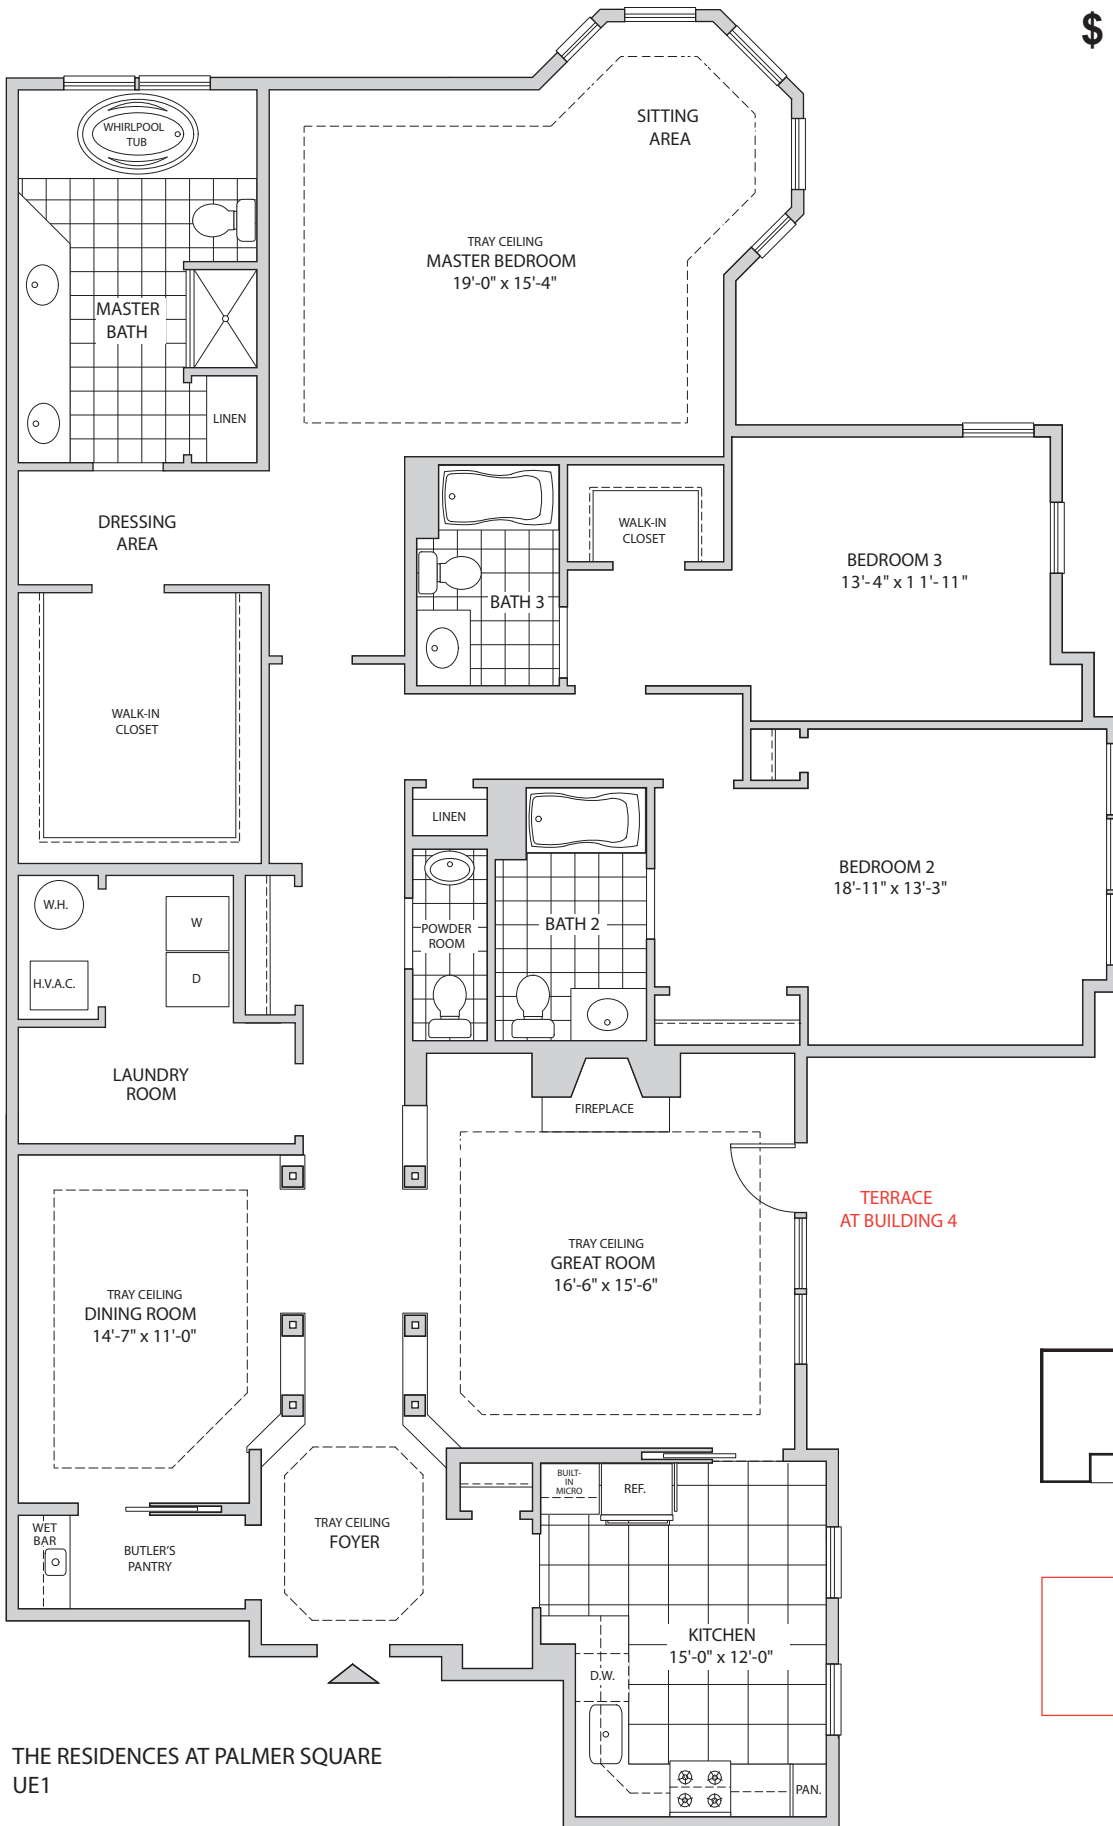 $
WHIRLPOOL
TUB
SITTING
AREA
TRAY CEILING
MASTER BEDROOM
19'-0" x 15'-4"
MASTER
BATH
LINEN
DRESSING
AREA
WALK-IN
CLOSET
BEDROOM 3
13'-4" x 1 1'-11"
BATH 3
WALK-IN
CLOSET
LINEN
BEDROOM 2
18'-11" x 13'-3"
W.H.
W
POWDER
ROOM
BATH 2
H.V.A.C.
D
LAUNDRY
ROOM
FIREPLACE
TERRACE
AT BUILDING 4
TRAY CEILING
GREAT ROOM
16'-6" x 15'-6"
TRAY CEILING
DINING ROOM
14'-7" x 11'-0"
BUILT-
IN
MICRO
REF.
TRAY CEILING
FOYER
WET
BAR
BUTLER'S
PANTRY
KITCHEN
15'-0" x 12'-0"
D.W.
PAN.
THE RESIDENCES AT PALMER SQUARE
UE1